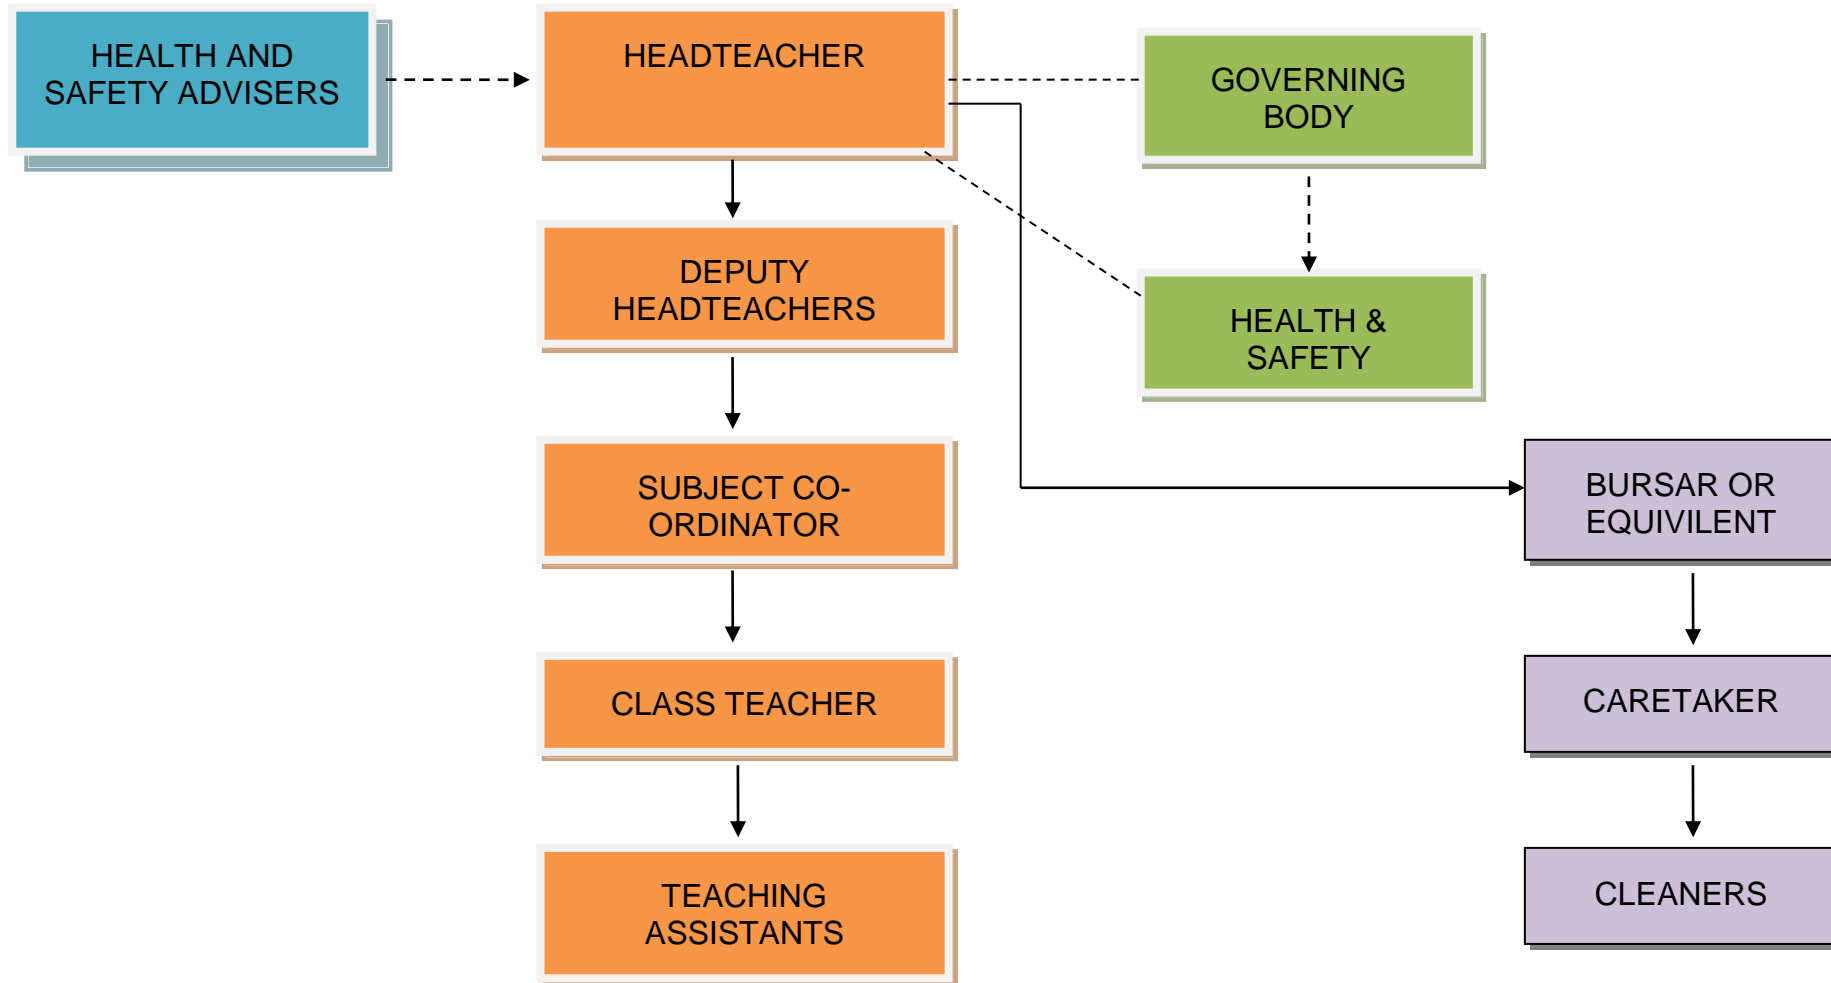 HEALTH AND
SAFETY ADVISERS
HEADTEACHER
GOVERNING
BODY
DEPUTY
HEADTEACHERS
HEALTH &
SAFETY
SUBJECT CO-
ORDINATOR
BURSAR OR
EQUIVILENT
CLASS TEACHER
CARETAKER
TEACHING
ASSISTANTS
CLEANERS